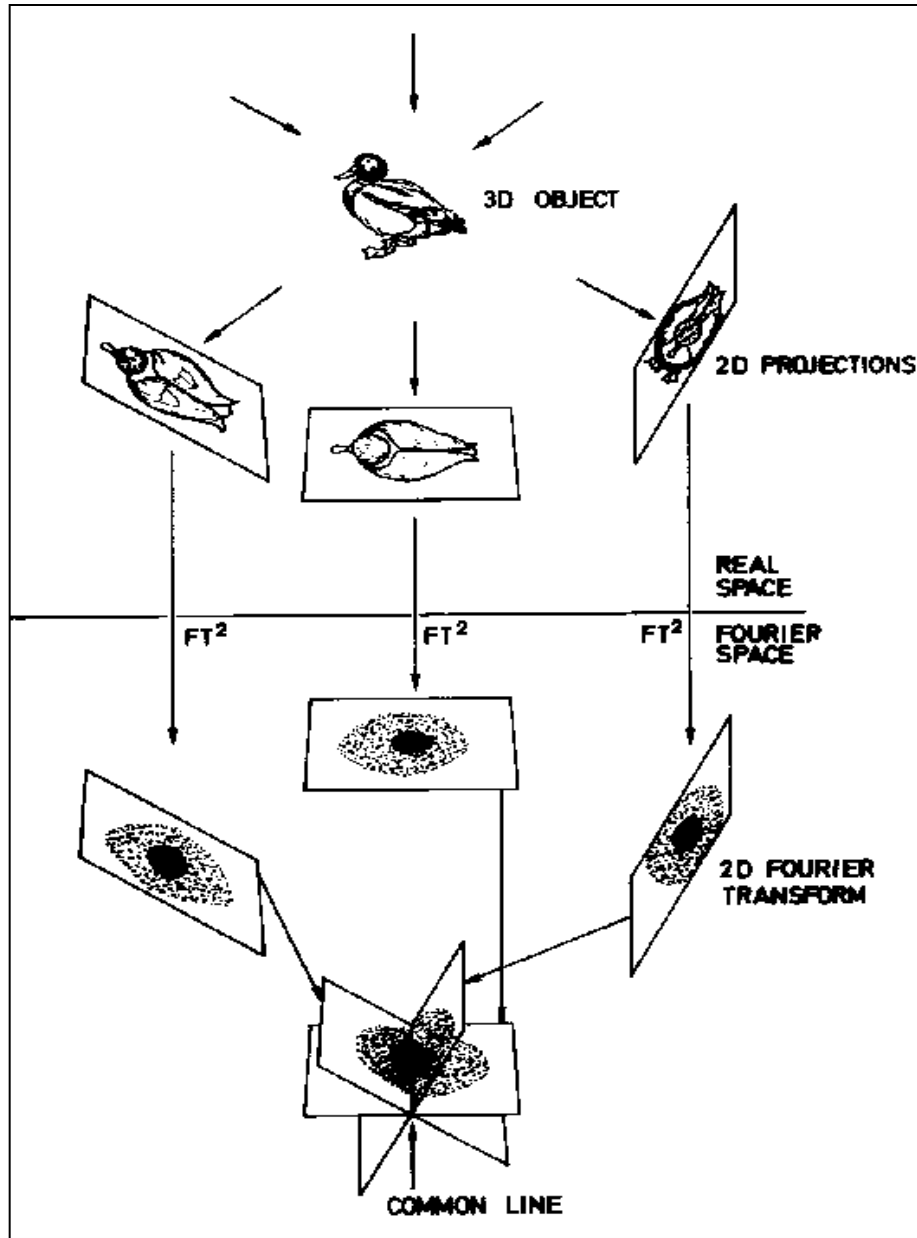 3D OBJECT
2D PROJECTIONS
REAL
SPACE
FT²
FT²
FT²
FOURIER
SPACE
2D FOURIER
TRANSFORM
COMMON LINE